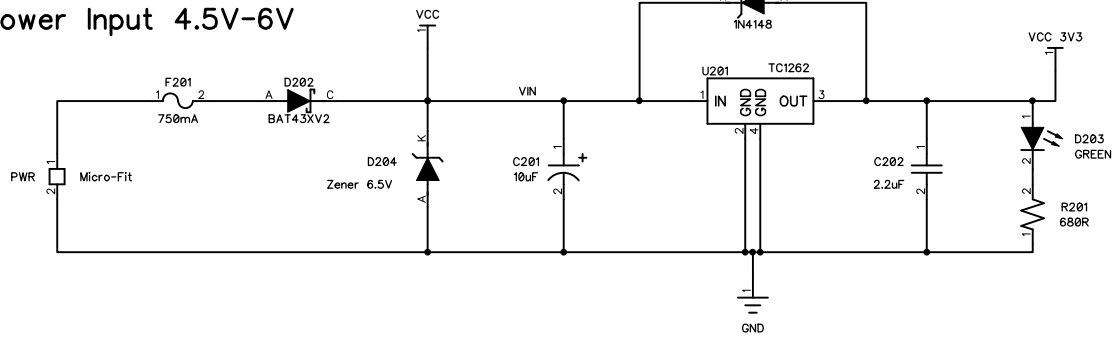 ower Input 4.5V-6V
VCC
1
1N4148
VCC 3V3
1
F201
1 2
750mA
D202
A C
BAT43XV2
VIN
U201 TC1262
1 IN GND GND OUT 3
2 4
1
D203
GREEN
2
PWR
1
2
Micro-Fit
K
D204
Zener 6.5V
A
1
C201
10uF
+
2
1
C202
2.2uF
2
2
R201
680R
1
1
GND